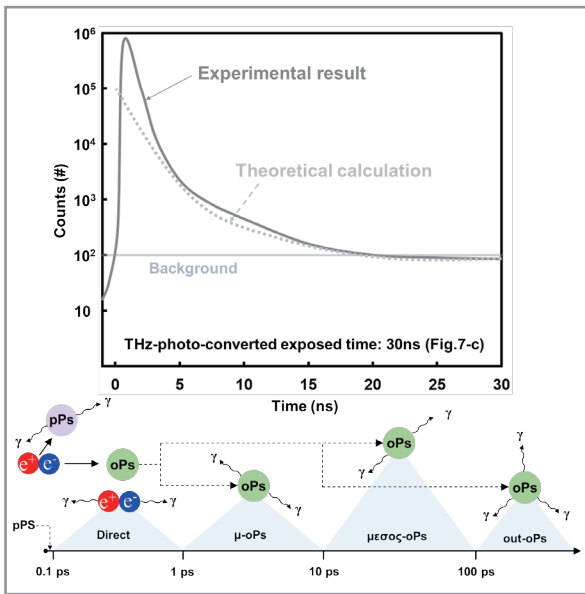 10⁶
10⁵
10⁴
10³
10²
10
Counts (#)
Experimental result
Theoretical calculation
Background
THz-photo-converted exposed time: 30ns (Fig.7-c)
0 5 10 15 20 25 30
Time (ns)
pPs
γ
γ
e⁺ e⁻
oPs
γ
e⁺ e⁻
γ
Direct
γ
oPs
γ
μ-oPs
γ
oPs
γ
μεσος-oPs
γ
oPs
γ
γ
out-oPs
pPS
0.1 ps 1 ps 10 ps 100 ps